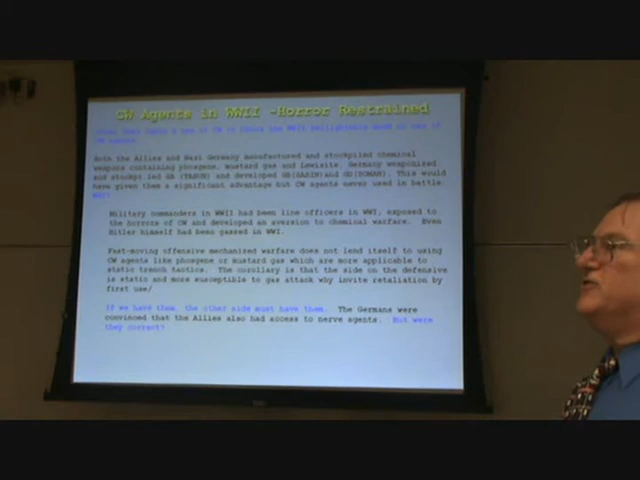 CW Agents in WWII -Horror Restrained
Both the Allies and Nazi Germany manufactured and stockpiled chemical
weapons containing phosgene, mustard gas and Lewisite. Germany weaponized
and stockpiled GA (TABUN) and developed GB(SARIN)and GD(SOMAN). This would
have given them a significant advantage but CW agents never used in battle.
Why?
Military commanders in WWII had been line officers in WWI, exposed to
the horrors of CW and developed an aversion to chemical warfare. Even
Hitler himself had been gassed in WWI.
Fast-moving offensive mechanized warfare does not lend itself to using
CW agents like phosgene or mustard gas which are more applicable to
static trench tactics. The corollary is that the side on the defensive
is static and more susceptible to gas attack why invite retaliation by
first use/
If we have them, the other side must have them. The Germans were
convinced that the Allies also had access to nerve agents. But were
they correct?